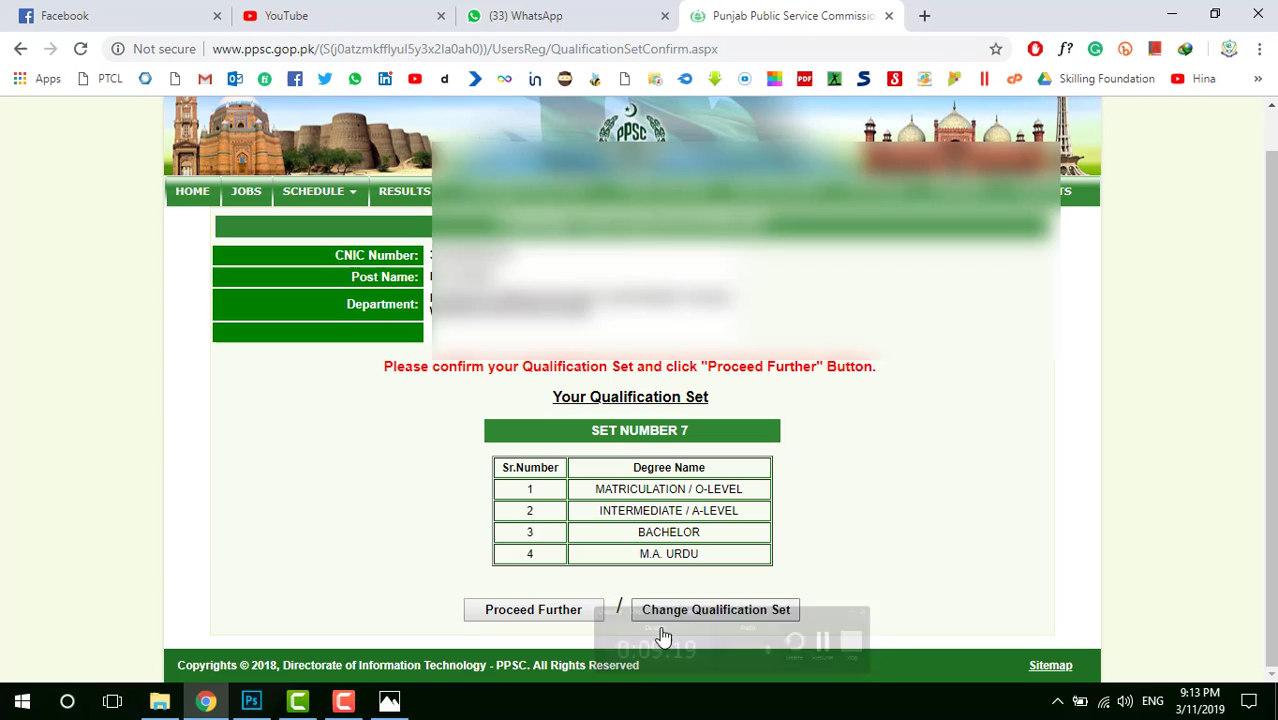 Facebook
YouTube
(33) WhatsApp
Punjab Public Service Commissio
Not secure
www.ppsc.gop.pk/(S(j0atzmkfflyul5y3x2la0ah0))/UsersReg/QualificationSetConfirm.aspx
Apps
PTCL
Skilling Foundation
Hina
PPSC
HOME
JOBS
SCHEDULE
RESULTS
TS
CNIC Number:
Post Name:
Department:
Please confirm your Qualification Set and click "Proceed Further" Button.
Your Qualification Set
SET NUMBER 7
Sr.Number Degree Name
1 MATRICULATION / O-LEVEL
2 INTERMEDIATE / A-LEVEL
3 BACHELOR
4 M.A. URDU
Proceed Further / Change Qualification Set
Copyrights © 2018, Directorate of Information Technology - PPSC. All Rights Reserved
Sitemap
ENG
9:13 PM
3/11/2019